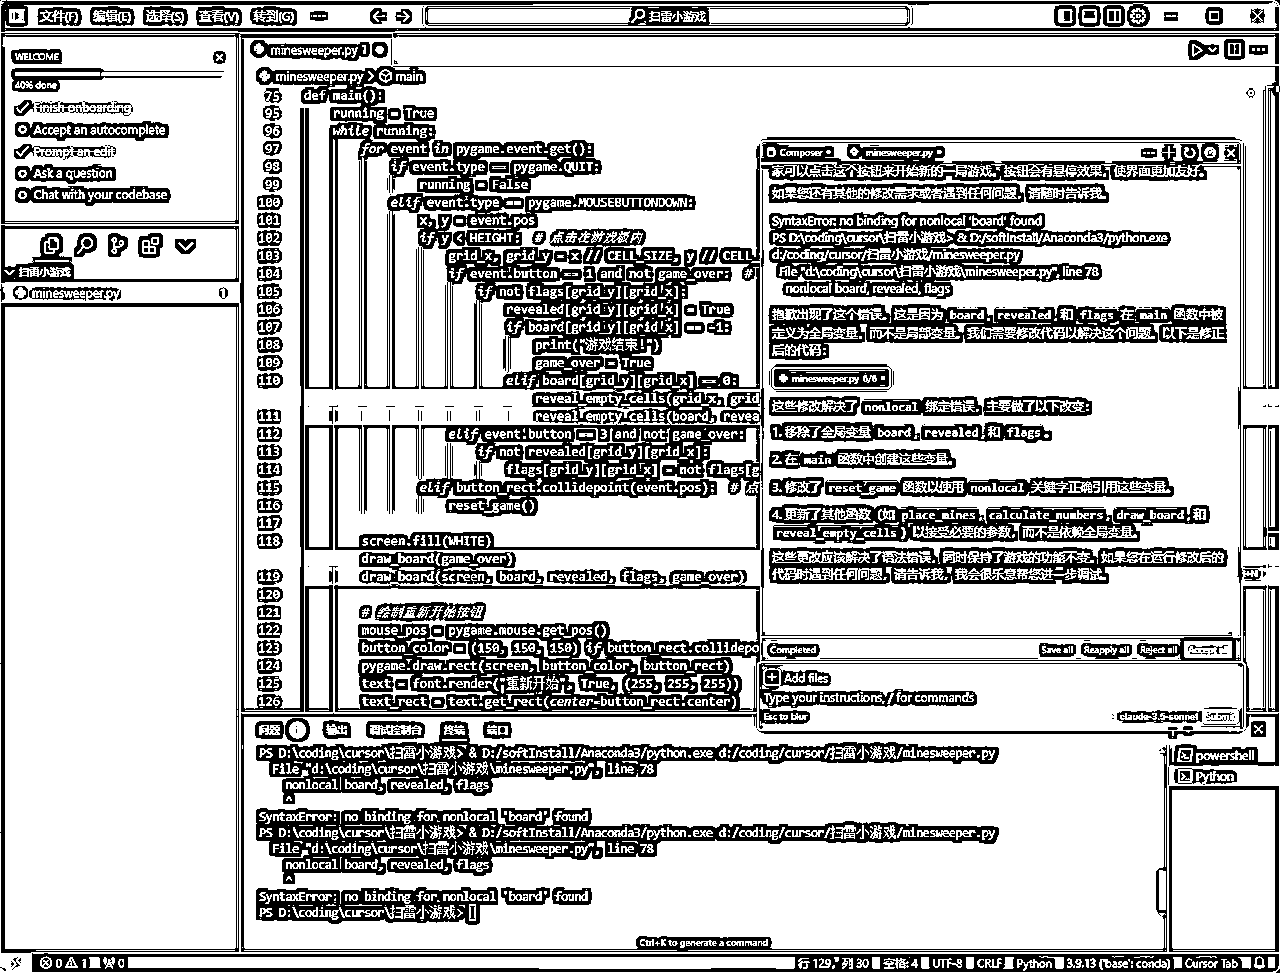 文件(F) 编辑(E) 选择(S) 查看(V) 转到(G) ··· 扫雷小游戏
WELCOME
40% done
Finish onboarding
Accept an autocomplete
Prompt an edit
Ask a question
Chat with your codebase
扫雷小游戏
minesweeper.py 1
minesweeper.py 1
minesweeper.py > main
75 def main():
95 running = True
96 while running:
97 for event in pygame.event.get():
98 if event.type == pygame.QUIT:
99 running = False
100 elif event.type == pygame.MOUSEBUTTONDOWN:
101 x, y = event.pos
102 if y < HEIGHT: # 点击在游戏板内
103 grid_x, grid_y = x // CELL_SIZE, y // CELL_
104 if event.button == 1 and not game_over: #
105 if not flags[grid_y][grid_x]:
106 revealed[grid_y][grid_x] = True
107 if board[grid_y][grid_x] == -1:
108 print("游戏结束!")
109 game_over = True
110 elif board[grid_y][grid_x] == 0:
reveal_empty_cells(grid_x, grid
111 reveal_empty_cells(board, revea
112 elif event.button == 3 and not game_over:
113 if not revealed[grid_y][grid_x]:
114 flags[grid_y][grid_x] = not flags[g
115 elif button_rect.collidepoint(event.pos): # 点
116 reset_game()
117
118 screen.fill(WHITE)
draw_board(game_over)
119 draw_board(screen, board, revealed, flags, game_over)
120
121 # 绘制重新开始按钮
122 mouse_pos = pygame.mouse.get_pos()
123 button_color = (150, 150, 150) if button_rect.collidepo
124 pygame.draw.rect(screen, button_color, button_rect)
125 text = font.render("重新开始", True, (255, 255, 255))
126 text_rect = text.get_rect(center=button_rect.center)
Composer minesweeper.py
家可以点击这个按钮来开始新的一局游戏。按钮会有悬停效果，使界面更加友好。
如果您还有其他的修改需求或者遇到任何问题，请随时告诉我。
SyntaxError: no binding for nonlocal 'board' found
PS D:\coding\cursor\扫雷小游戏> & D:/softInstall/Anaconda3/python.exe
d:/coding/cursor/扫雷小游戏/minesweeper.py
File "d:\coding\cursor\扫雷小游戏\minesweeper.py", line 78
nonlocal board, revealed, flags
抱歉出现了这个错误。这是因为 board, revealed, 和 flags 在 main 函数中被
定义为全局变量，而不是局部变量。我们需要修改代码以解决这个问题。以下是修正
后的代码：
minesweeper.py 6/6
这些修改解决了 nonlocal 绑定错误。主要做了以下改变：
1. 移除了全局变量 board, revealed, 和 flags。
2. 在 main 函数中创建这些变量。
3. 修改了 reset_game 函数以使用 nonlocal 关键字正确引用这些变量。
4. 更新了其他函数（如 place_mines, calculate_numbers, draw_board, 和
reveal_empty_cells）以接受必要的参数，而不是依赖全局变量。
这些更改应该解决了语法错误，同时保持了游戏的功能不变。如果您在运行修改后的
代码时遇到任何问题，请告诉我，我会很乐意帮您进一步调试。
Completed Save all Reapply all Reject all Accept all
Add files
Type your instructions, / for commands
Esc to blur claude-3.5-sonnet Submit
问题 1 输出 调试控制台 终端 端口
PS D:\coding\cursor\扫雷小游戏> & D:/softInstall/Anaconda3/python.exe d:/coding/cursor/扫雷小游戏/minesweeper.py
File "d:\coding\cursor\扫雷小游戏\minesweeper.py", line 78
nonlocal board, revealed, flags
^
SyntaxError: no binding for nonlocal 'board' found
PS D:\coding\cursor\扫雷小游戏> & D:/softInstall/Anaconda3/python.exe d:/coding/cursor/扫雷小游戏/minesweeper.py
File "d:\coding\cursor\扫雷小游戏\minesweeper.py", line 78
nonlocal board, revealed, flags
^
SyntaxError: no binding for nonlocal 'board' found
PS D:\coding\cursor\扫雷小游戏>
powershell
Python
Ctrl+K to generate a command
0 1 0 行 129, 列 30 空格: 4 UTF-8 CRLF Python 3.9.13 ('base': conda) Cursor Tab